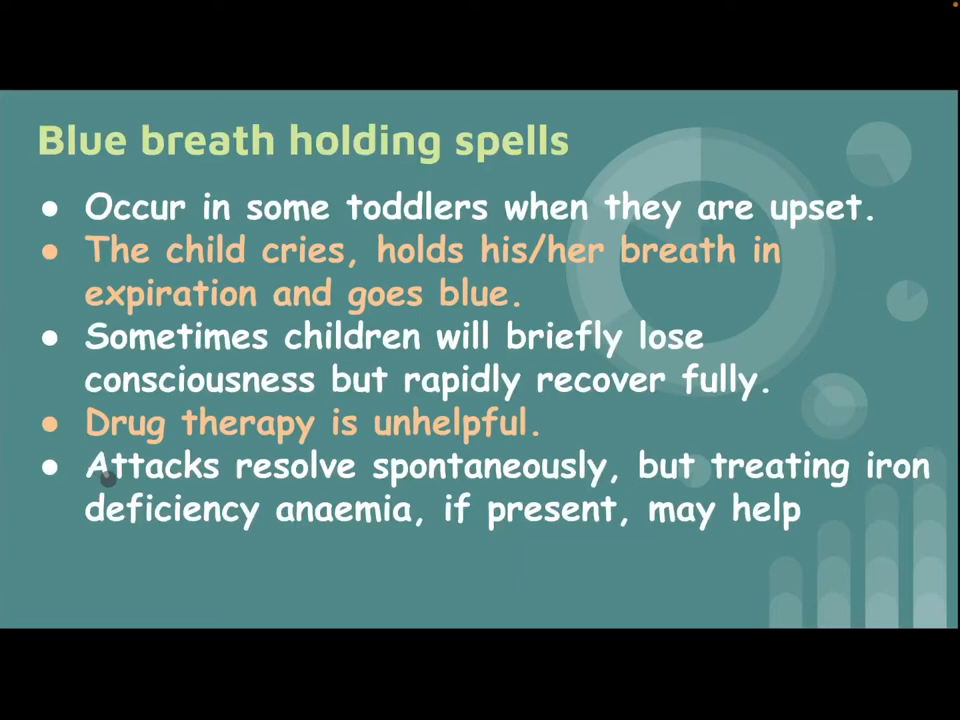 Blue breath holding spells
● Occur in some toddlers when they are upset.
● The child cries, holds his/her breath in
expiration and goes blue.
● Sometimes children will briefly lose
consciousness but rapidly recover fully.
● Drug therapy is unhelpful.
● Attacks resolve spontaneously, but treating iron
deficiency anaemia, if present, may help